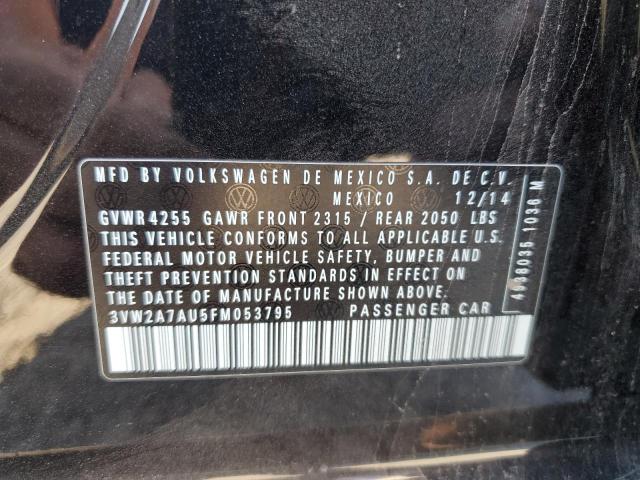 MFD BY VOLKSWAGEN DE MEXICO S.A. DE C.V.
MEXICO 12/14
GVWR4255 GAWR FRONT 2315 / REAR 2050 LBS
THIS VEHICLE CONFORMS TO ALL APPLICABLE U.S.
FEDERAL MOTOR VEHICLE SAFETY, BUMPER AND
THEFT PREVENTION STANDARDS IN EFFECT ON
THE DATE OF MANUFACTURE SHOWN ABOVE.
3VW2A7AU5FM053795 PASSENGER CAR
1036 M